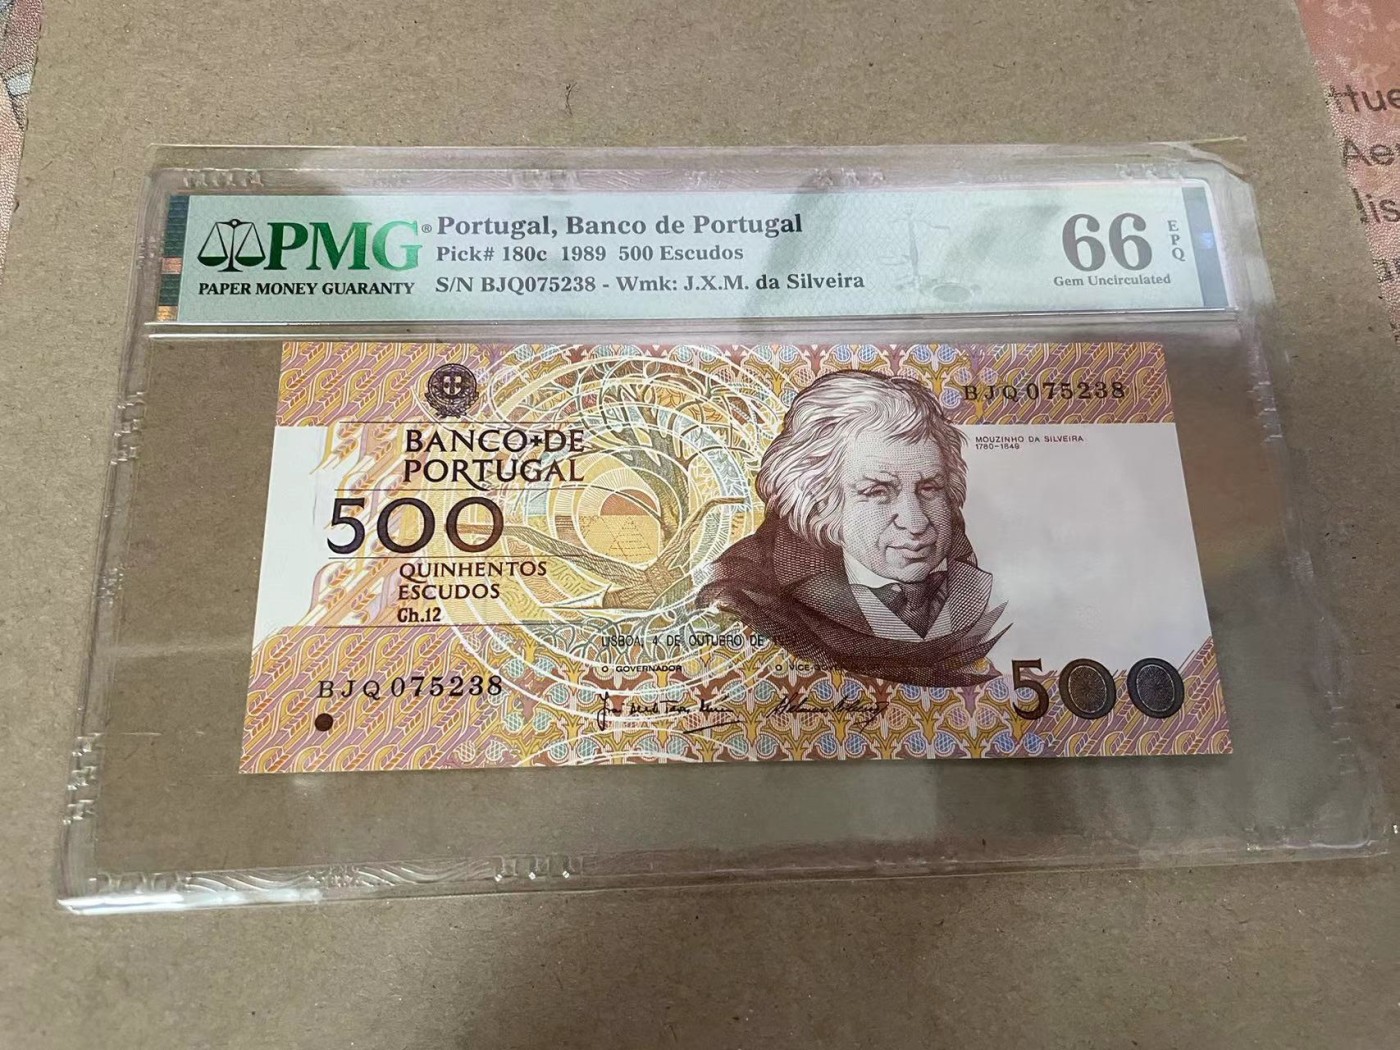 PMG®
PAPER MONEY GUARANTY
Portugal, Banco de Portugal
Pick# 180c 1989 500 Escudos
S/N BJQ075238 - Wmk: J.X.M. da Silveira
66
EPQ
Gem Uncirculated
BJQ075238
MOUZINHO DA SILVEIRA
1780-1849
BANCO DE
PORTUGAL
500
QUINHENTOS
ESCUDOS
Ch.12
LISBOA, 4 DE OUTUBRO DE
O GOVERNADOR
O VICE-
BJQ075238
500